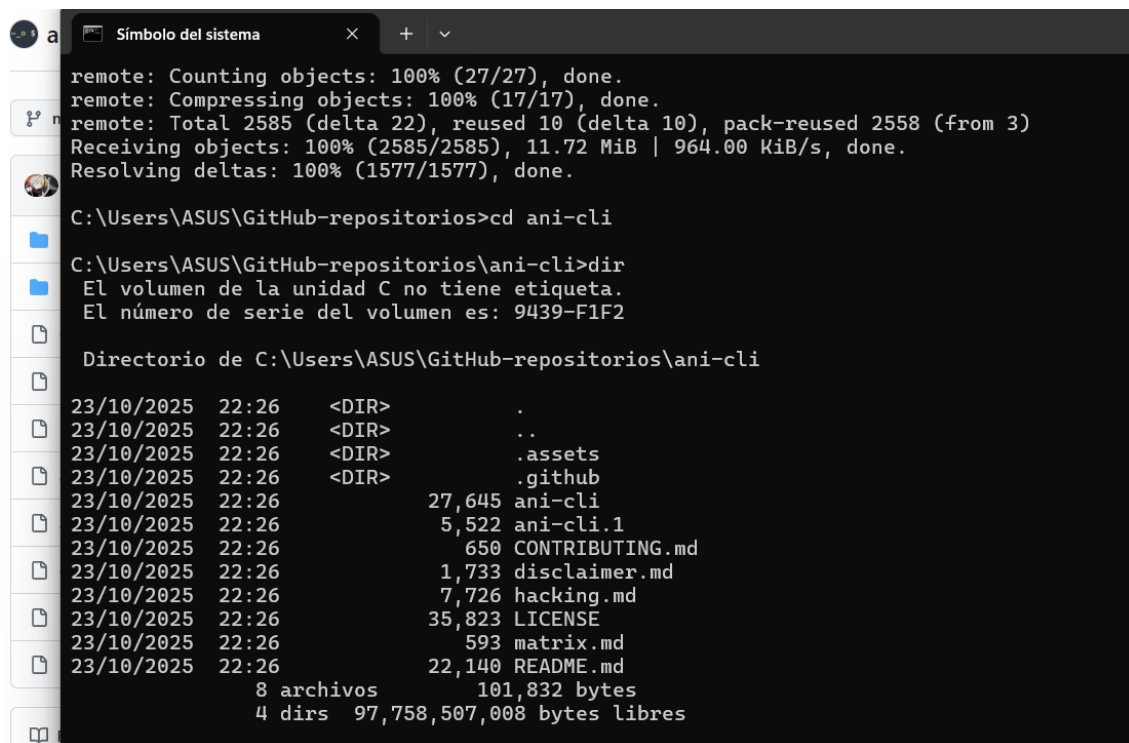 a
Símbolo del sistema
remote: Counting objects: 100% (27/27), done.
remote: Compressing objects: 100% (17/17), done.
remote: Total 2585 (delta 22), reused 10 (delta 10), pack-reused 2558 (from 3)
Receiving objects: 100% (2585/2585), 11.72 MiB | 964.00 KiB/s, done.
Resolving deltas: 100% (1577/1577), done.
C:\Users\ASUS\GitHub-repositorios>cd ani-cli
C:\Users\ASUS\GitHub-repositorios\ani-cli>dir
El volumen de la unidad C no tiene etiqueta.
El número de serie del volumen es: 9439-F1F2
Directorio de C:\Users\ASUS\GitHub-repositorios\ani-cli
23/10/2025 22:26 <DIR> .
23/10/2025 22:26 <DIR> ..
23/10/2025 22:26 <DIR> .assets
23/10/2025 22:26 <DIR> .github
23/10/2025 22:26 27,645 ani-cli
23/10/2025 22:26 5,522 ani-cli.1
23/10/2025 22:26 650 CONTRIBUTING.md
23/10/2025 22:26 1,733 disclaimer.md
23/10/2025 22:26 7,726 hacking.md
23/10/2025 22:26 35,823 LICENSE
23/10/2025 22:26 593 matrix.md
23/10/2025 22:26 22,140 README.md
8 archivos 101,832 bytes
4 dirs 97,758,507,008 bytes libres